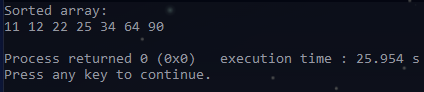 Sorted array:
11 12 22 25 34 64 90
Process returned 0 (0x0)   execution time : 25.954 s
Press any key to continue.